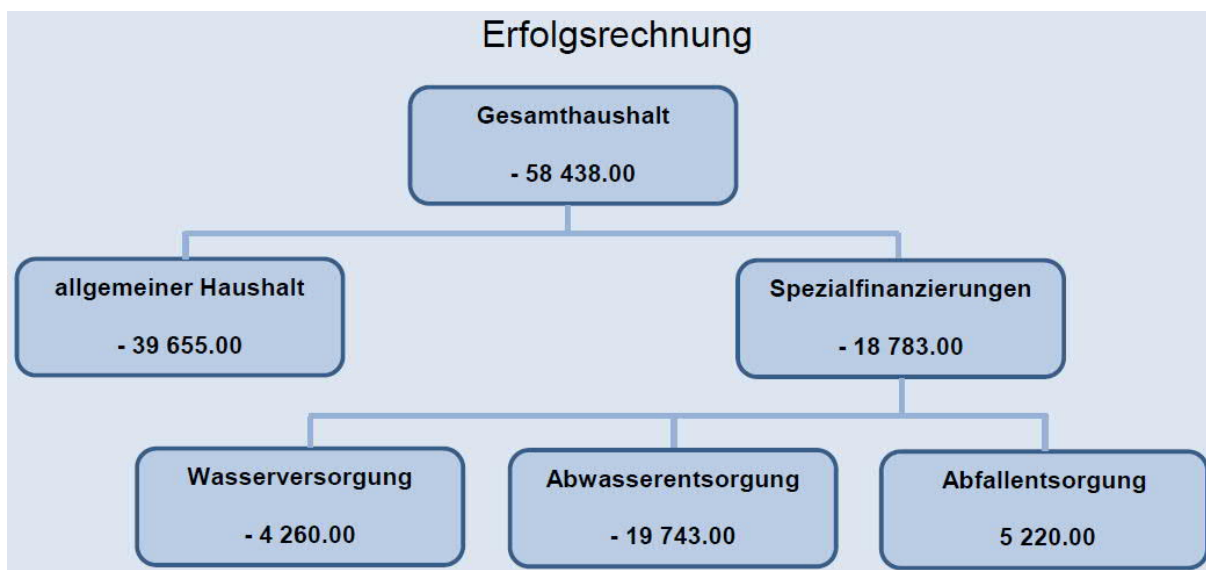 Erfolgsrechnung
Gesamthaushalt
- 58 438.00
allgemeiner Haushalt
- 39 655.00
Spezialfinanzierungen
- 18 783.00
Wasserversorgung
- 4 260.00
Abwasserentsorgung
- 19 743.00
Abfallentsorgung
5 220.00